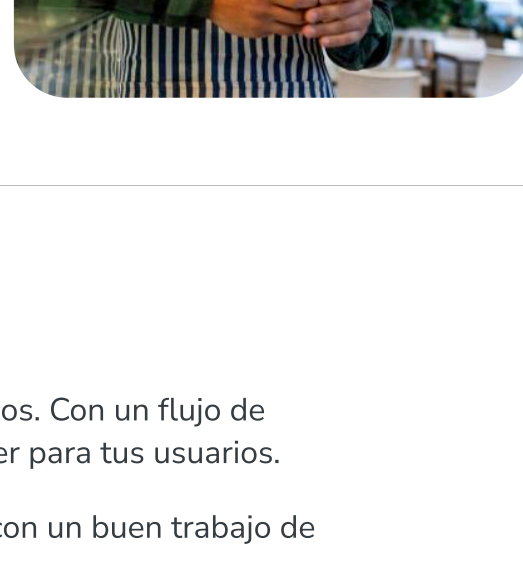 os. Con un flujo de
er para tus usuarios.
con un buen trabajo de